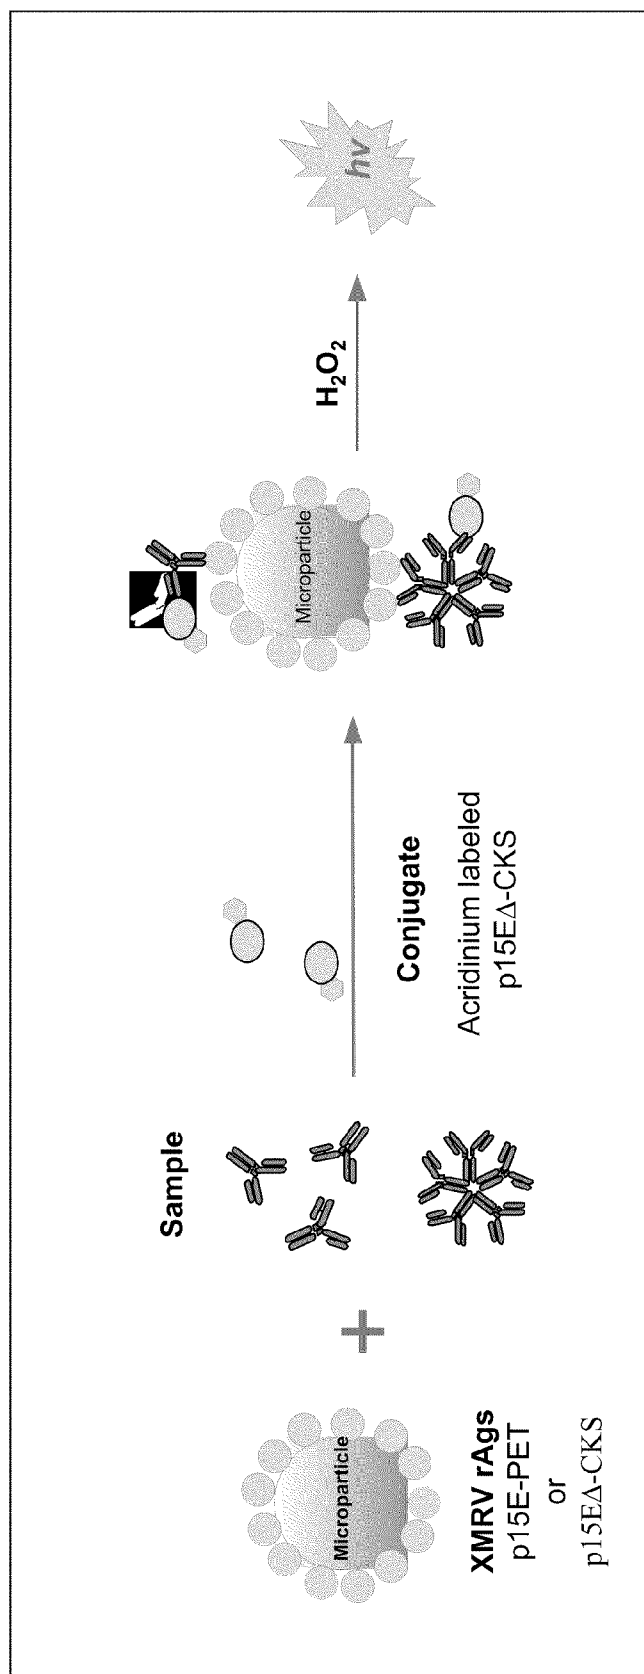 Microparticle
XMRV rAgs
p15E-PET
or
p15EΔ-CKS
+
Sample
Conjugate
Acridinium labeled
p15EΔ-CKS
Microparticle
H₂O₂
hv